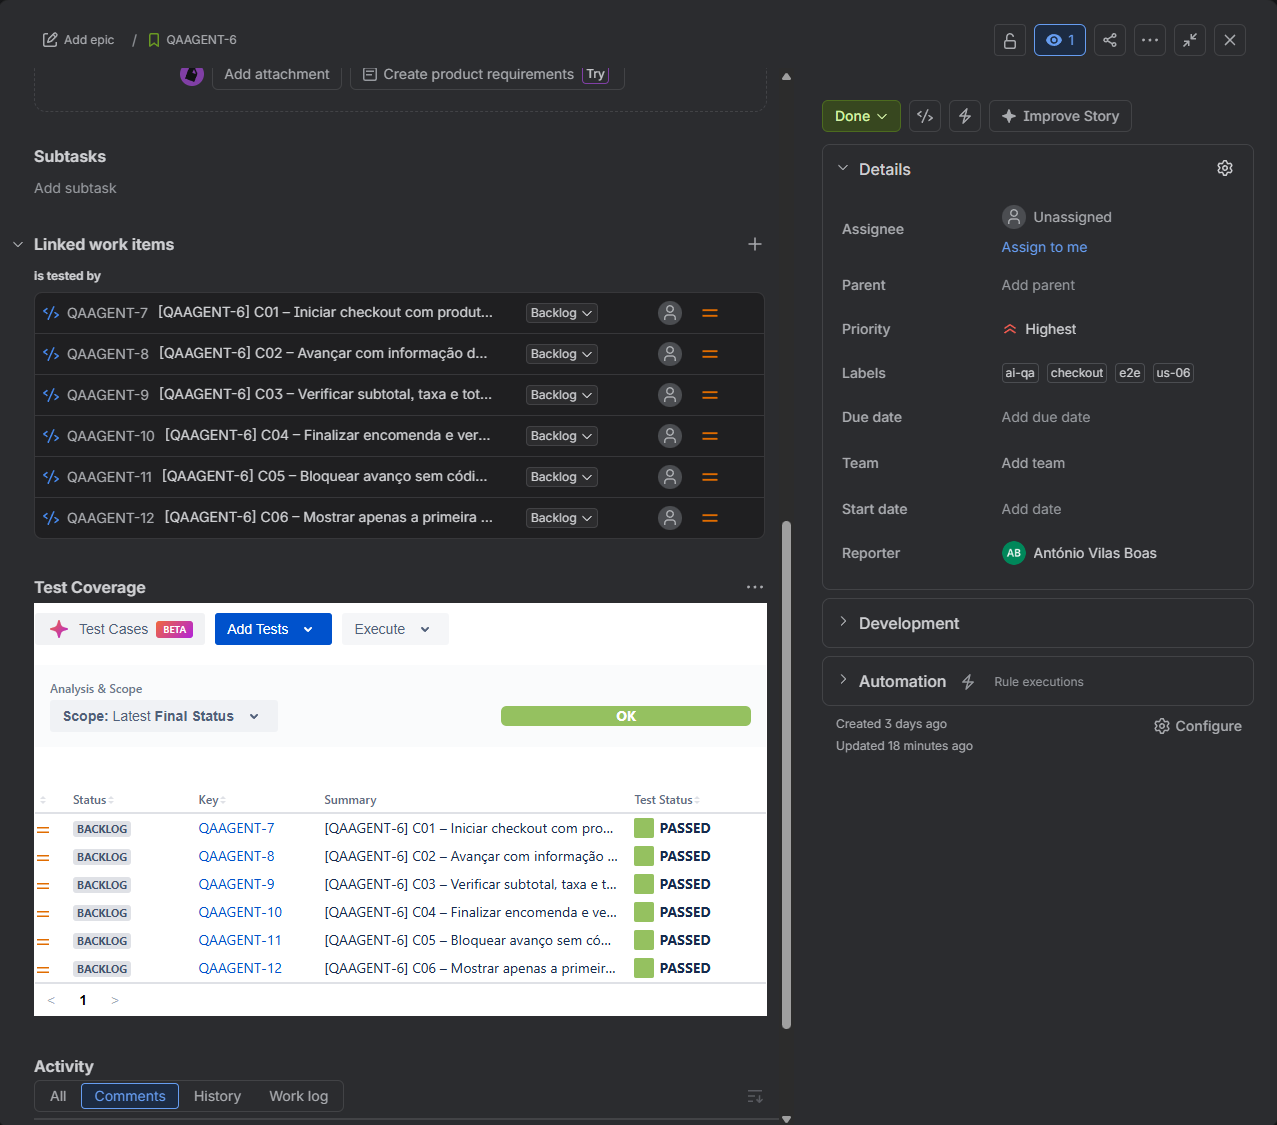 Add epic / QAAGENT-6
1
Add attachment
Create product requirements Try
Subtasks
Add subtask
Linked work items
is tested by
QAAGENT-7 [QAAGENT-6] C01 – Iniciar checkout com produt... Backlog
QAAGENT-8 [QAAGENT-6] C02 – Avançar com informação d... Backlog
QAAGENT-9 [QAAGENT-6] C03 – Verificar subtotal, taxa e tot... Backlog
QAAGENT-10 [QAAGENT-6] C04 – Finalizar encomenda e ver... Backlog
QAAGENT-11 [QAAGENT-6] C05 – Bloquear avanço sem códi... Backlog
QAAGENT-12 [QAAGENT-6] C06 – Mostrar apenas a primeira ... Backlog
Test Coverage
Test Cases BETA Add Tests Execute
Analysis & Scope
Scope: Latest Final Status
OK
Status Key Summary Test Status
BACKLOG QAAGENT-7 [QAAGENT-6] C01 – Iniciar checkout com pro... PASSED
BACKLOG QAAGENT-8 [QAAGENT-6] C02 – Avançar com informação ... PASSED
BACKLOG QAAGENT-9 [QAAGENT-6] C03 – Verificar subtotal, taxa e t... PASSED
BACKLOG QAAGENT-10 [QAAGENT-6] C04 – Finalizar encomenda e ve... PASSED
BACKLOG QAAGENT-11 [QAAGENT-6] C05 – Bloquear avanço sem có... PASSED
BACKLOG QAAGENT-12 [QAAGENT-6] C06 – Mostrar apenas a primeir... PASSED
< 1 >
Activity
All Comments History Work log
Done </> Improve Story
Details
Assignee Unassigned
Assign to me
Parent Add parent
Priority Highest
Labels ai-qa checkout e2e us-06
Due date Add due date
Team Add team
Start date Add date
Reporter AB António Vilas Boas
Development
Automation Rule executions
Created 3 days ago
Updated 18 minutes ago
Configure